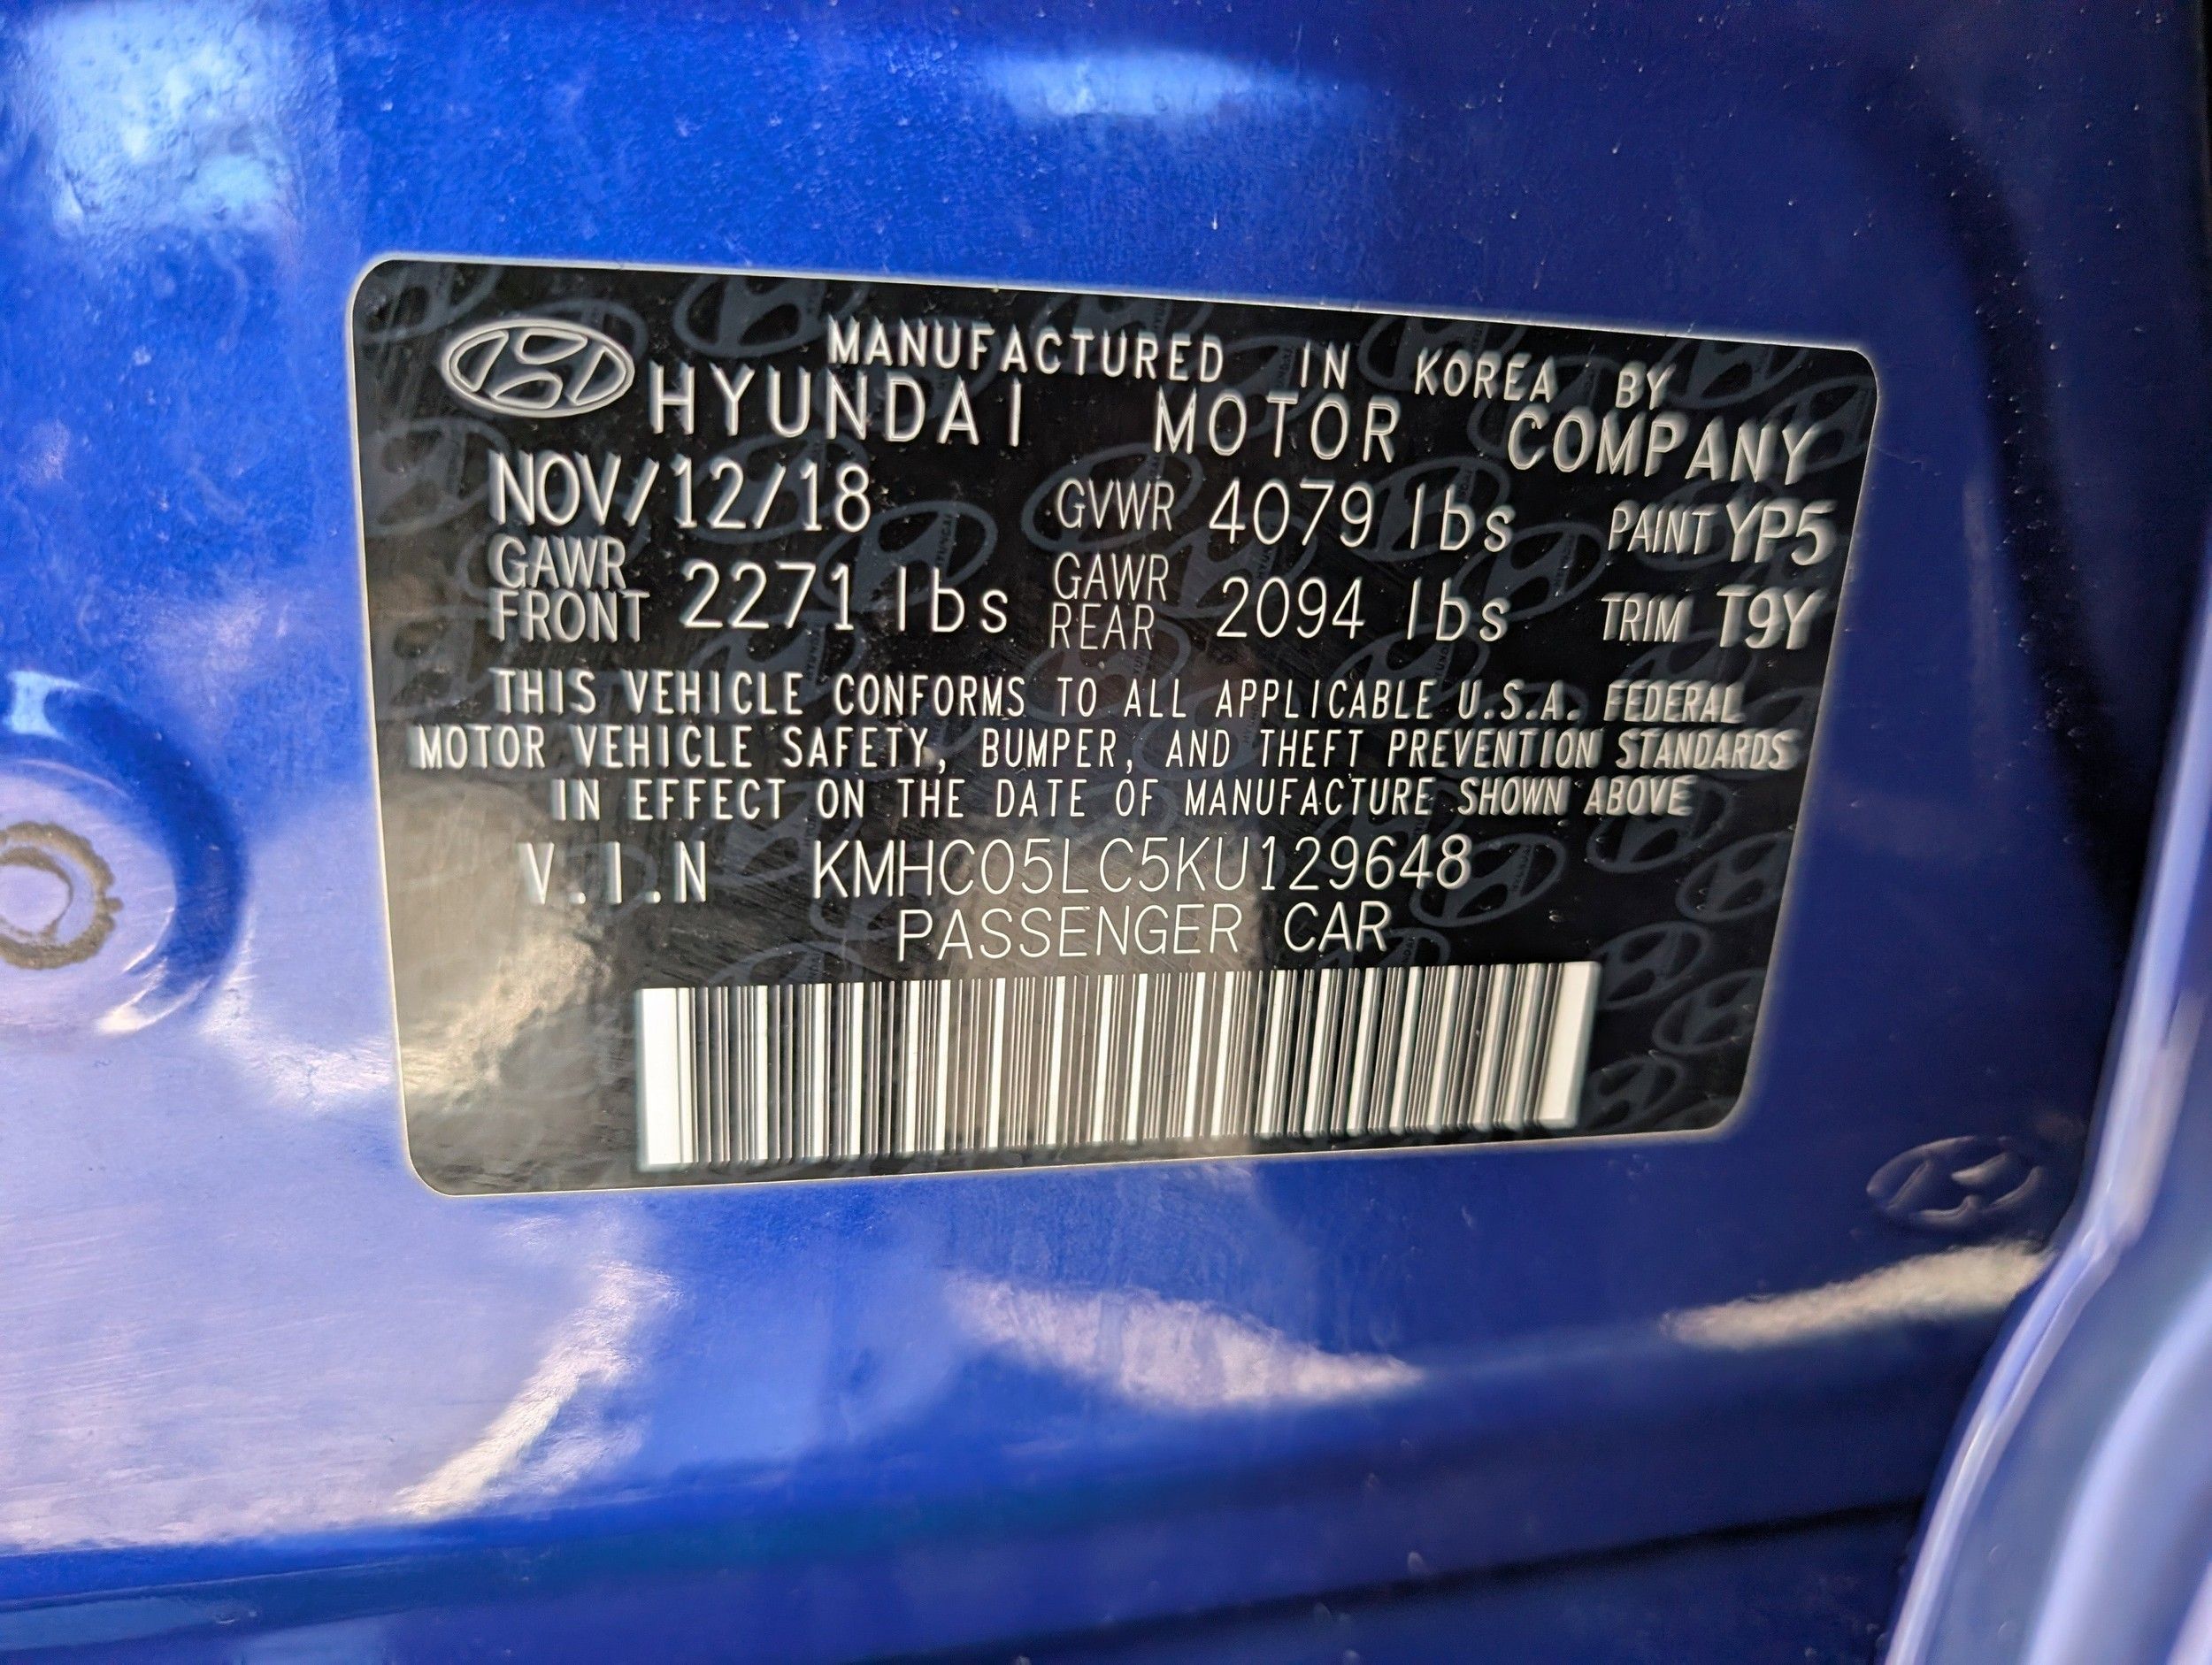 MANUFACTURED IN KOREA BY
HYUNDAI MOTOR COMPANY
NOV/12/18 GVWR 4079 lbs PAINT YP5
GAWR FRONT 2271 lbs GAWR REAR 2094 lbs TRIM T9Y
THIS VEHICLE CONFORMS TO ALL APPLICABLE U.S.A. FEDERAL
MOTOR VEHICLE SAFETY, BUMPER, AND THEFT PREVENTION STANDARDS
IN EFFECT ON THE DATE OF MANUFACTURE SHOWN ABOVE
V.I.N KMHC05LC5KU129648
PASSENGER CAR